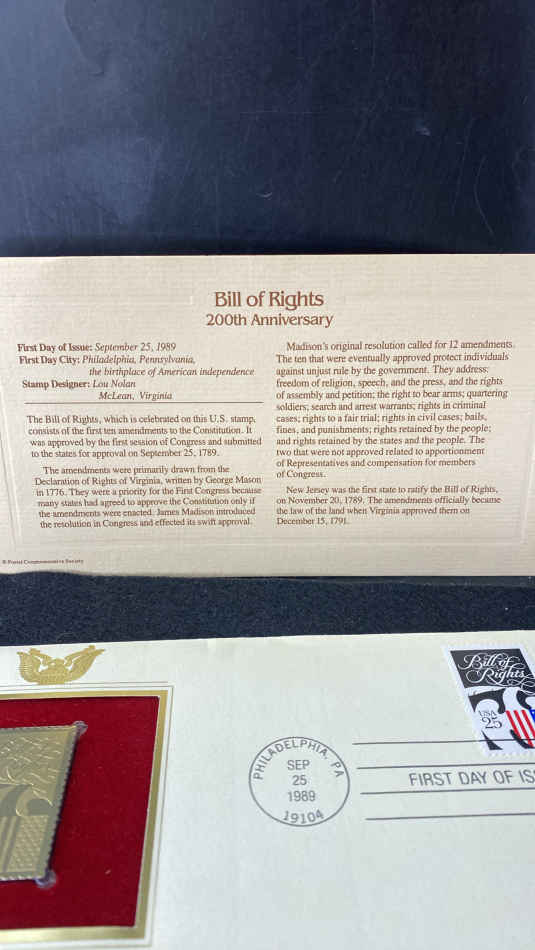 Bill of Rights
200th Anniversary
First Day of Issue: September 25, 1989
First Day City: Philadelphia, Pennsylvania,
the birthplace of American independence
Stamp Designer: Lou Nolan
McLean, Virginia
The Bill of Rights, which is celebrated on this U.S. stamp,
consists of the first ten amendments to the Constitution. It
was approved by the first session of Congress and submitted
to the states for approval on September 25, 1789.
The amendments were primarily drawn from the
Declaration of Rights of Virginia, written by George Mason
in 1776. They were a priority for the First Congress because
many states had agreed to approve the Constitution only if
the amendments were enacted. James Madison introduced
the resolution in Congress and effected its swift approval.
Madison's original resolution called for 12 amendments.
The ten that were eventually approved protect individuals
against unjust rule by the government. They address:
freedom of religion, speech, and the press, and the rights
of assembly and petition; the right to bear arms; quartering
soldiers; search and arrest warrants; rights in criminal
cases; rights to a fair trial; rights in civil cases; bails,
fines, and punishments; rights retained by the people;
and rights retained by the states and the people. The
two that were not approved related to apportionment
of Representatives and compensation for members
of Congress.
New Jersey was the first state to ratify the Bill of Rights,
on November 20, 1789. The amendments officially became
the law of the land when Virginia approved them on
December 15, 1791.
© Postal Commemorative Society
Bill of
Rights
USA
25
PHILADELPHIA, PA
SEP
25
1989
19104
FIRST DAY OF IS